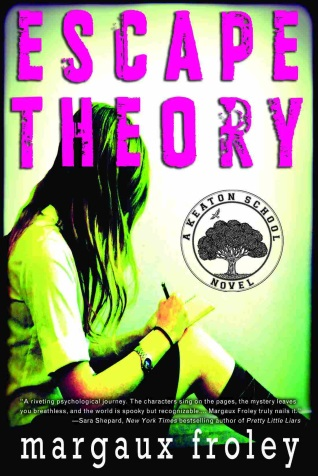 ESCAPE
THEORY
A KEATON SCHOOL
NOVEL
"A riveting psychological journey. The characters sing on the pages, the mystery leaves
you breathless, and the world is spooky but recognizable... Margaux Froley truly nails it."
—Sara Shepard, New York Times bestselling author of Pretty Little Liars
margaux froley